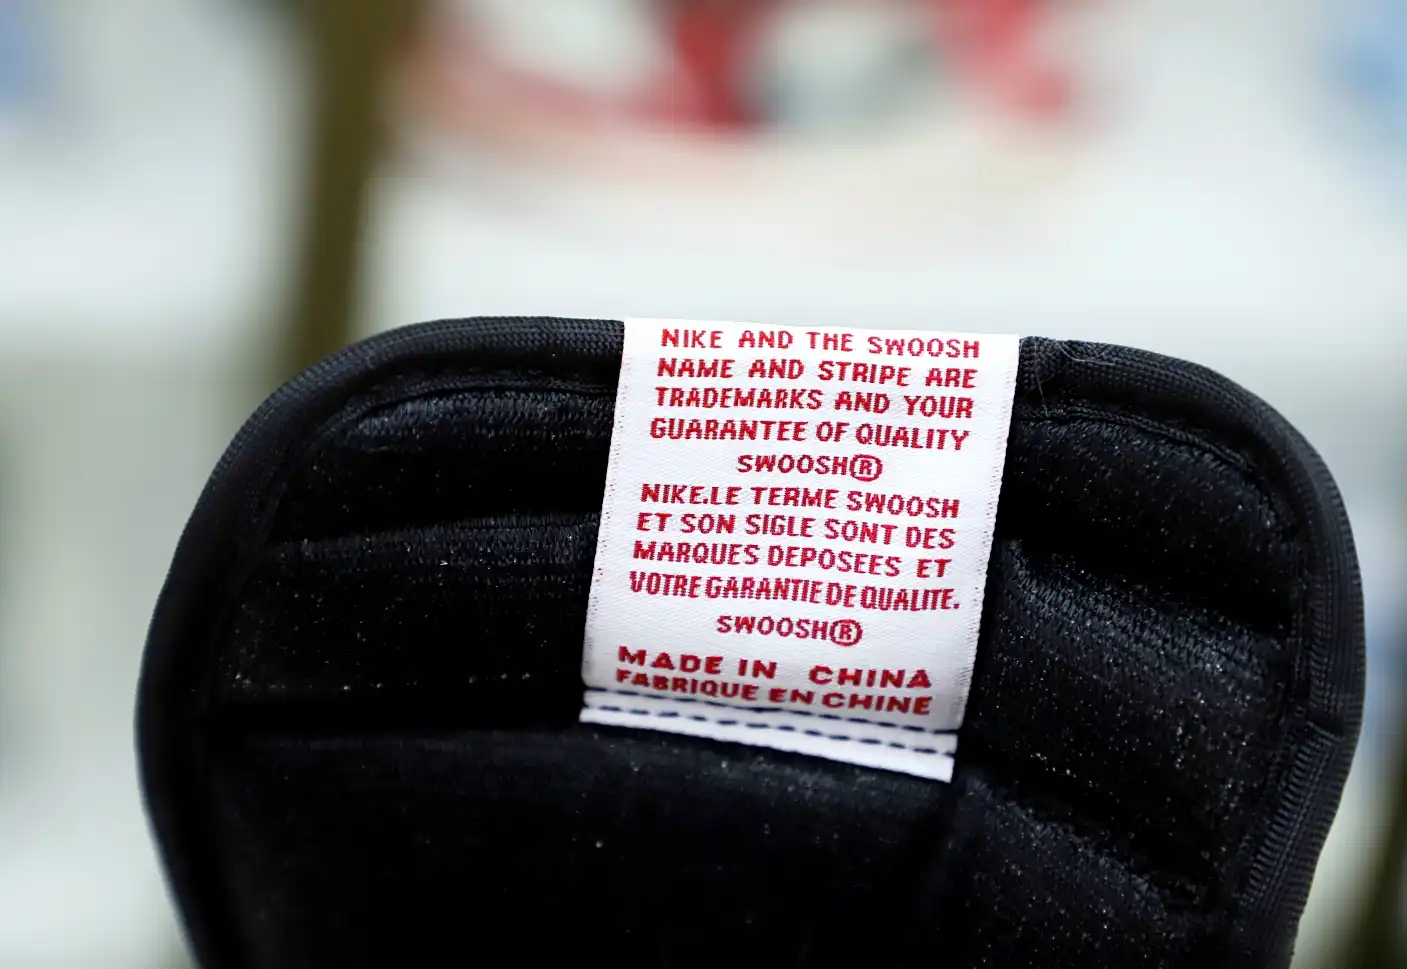 NIKE AND THE SWOOSH
NAME AND STRIPE ARE
TRADEMARKS AND YOUR
GUARANTEE OF QUALITY
SWOOSH®
NIKE.LE TERME SWOOSH
ET SON SIGLE SONT DES
MARQUES DEPOSEES ET
VOTRE GARANTIE DE QUALITE.
SWOOSH®
MADE IN CHINA
FABRIQUE EN CHINE